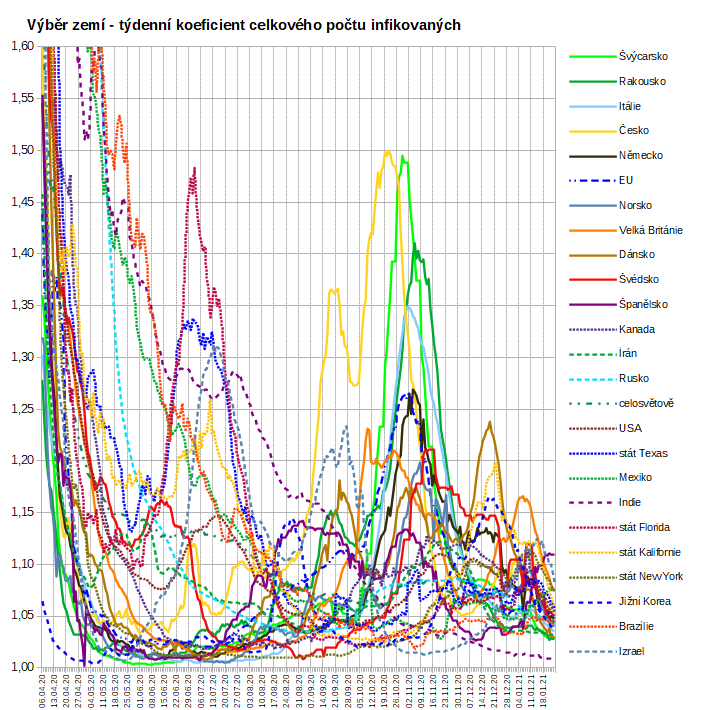 Výběr zemí - týdenní koeficient celkového počtu infikovaných
1,60
1,55
1,50
1,45
1,40
1,35
1,30
1,25
1,20
1,15
1,10
1,05
1,00
Švýcarsko
Rakousko
Itálie
Česko
Německo
EU
Norsko
Velká Británie
Dánsko
Švédsko
Španělsko
Kanada
Írán
Rusko
celosvětově
USA
stát Texas
Mexiko
Indie
stát Florida
stát Kalifornie
stát NewYork
Jižní Korea
Brazílie
Izrael
06.04.20
13.04.20
20.04.20
27.04.20
04.05.20
11.05.20
18.05.20
25.05.20
01.06.20
08.06.20
15.06.20
22.06.20
29.06.20
06.07.20
13.07.20
20.07.20
27.07.20
03.08.20
10.08.20
17.08.20
24.08.20
31.08.20
07.09.20
14.09.20
21.09.20
28.09.20
05.10.20
12.10.20
19.10.20
26.10.20
02.11.20
09.11.20
16.11.20
23.11.20
30.11.20
07.12.20
14.12.20
21.12.20
28.12.20
04.01.21
11.01.21
18.01.21